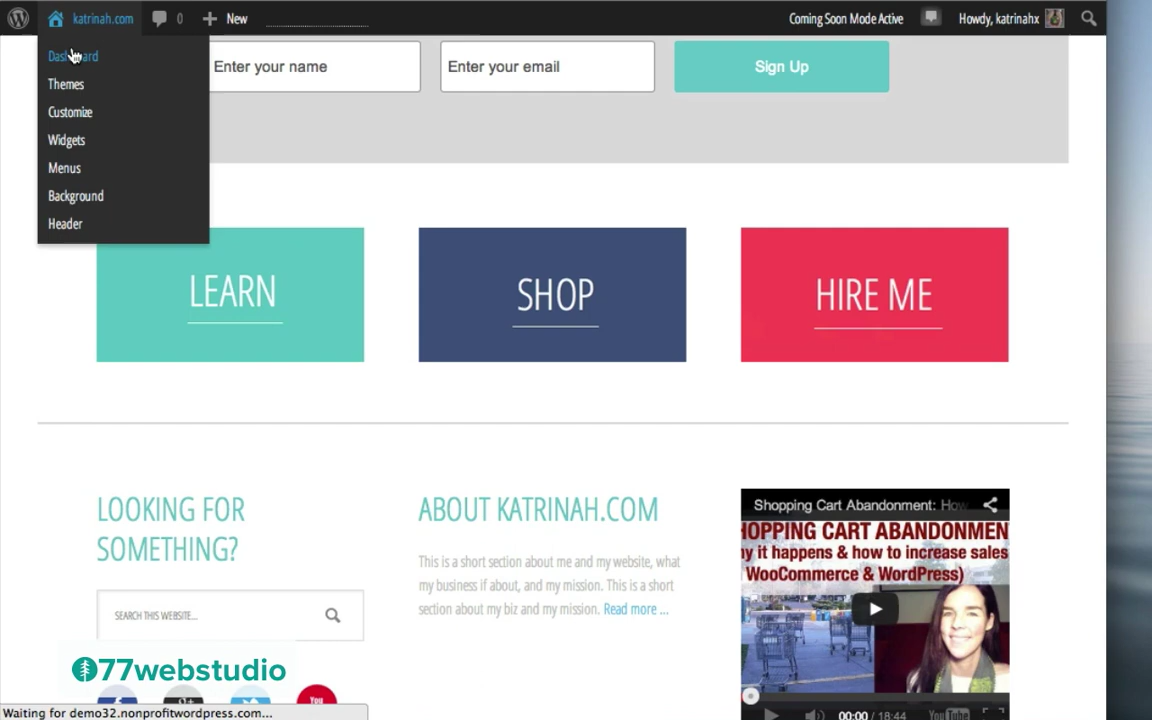 katrinah.com
0
New
Coming Soon Mode Active
Howdy, katrinahx
Dashboard
Themes
Customize
Widgets
Menus
Background
Header
Enter your name
Enter your email
Sign Up
LEARN
SHOP
HIRE ME
LOOKING FOR
SOMETHING?
SEARCH THIS WEBSITE...
77webstudio
ABOUT KATRINAH.COM
This is a short section about me and my website, what
my business if about, and my mission. This is a short
section about my biz and my mission. Read more ...
Shopping Cart Abandonment: How
HOPPING CART ABANDONMEN
y it happens & how to increase sales
WooCommerce & WordPress)
00:00 / 18:44
YouTube
You
Waiting for demo32.nonprofitwordpress.com...